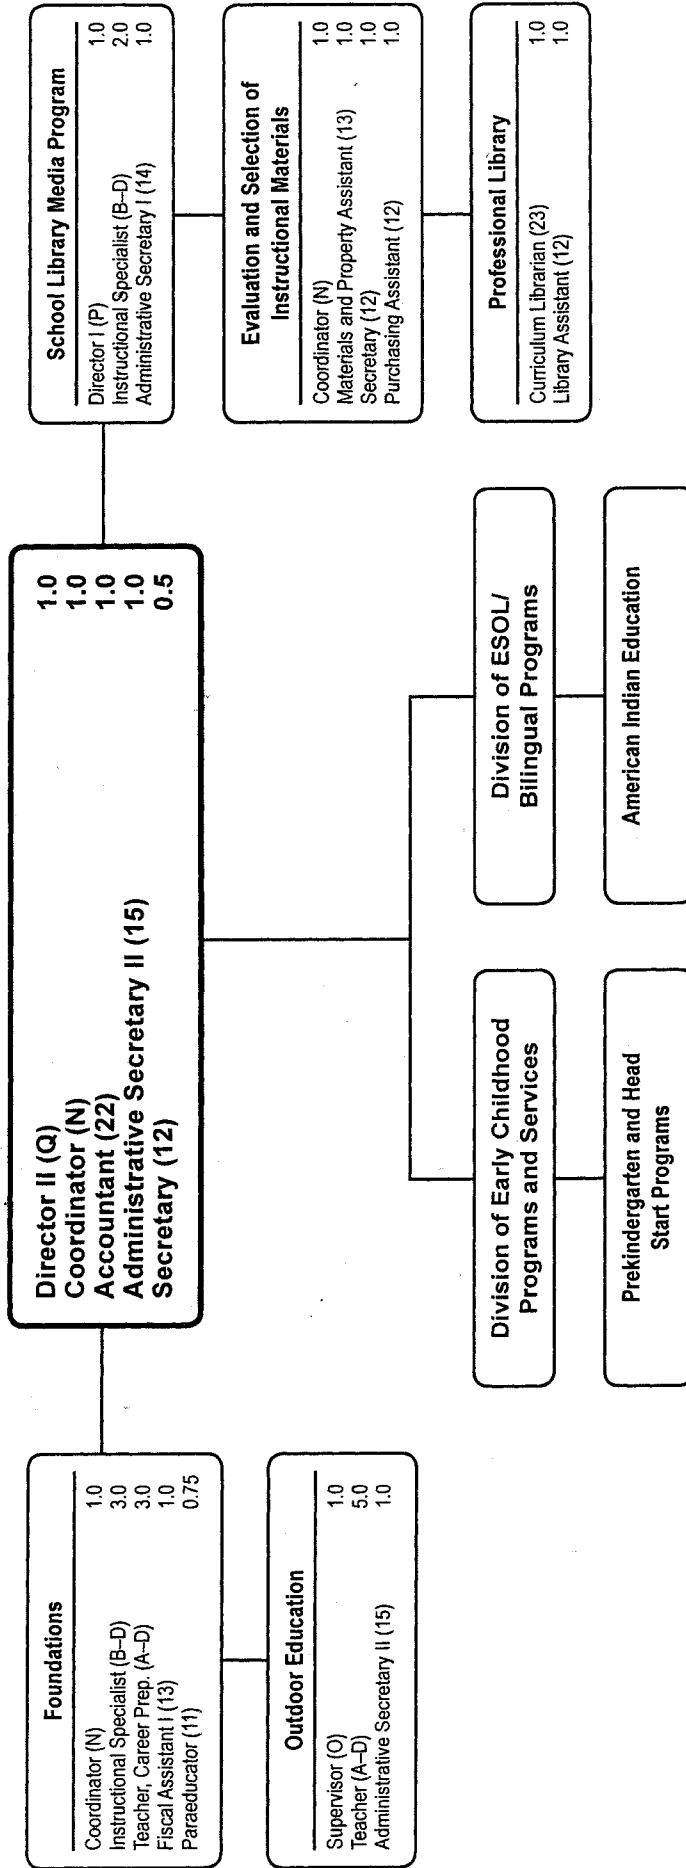 Director II (Q) 1.0
Coordinator (N) 1.0
Accountant (22) 1.0
Administrative Secretary II (15) 1.0
Secretary (12) 0.5
Foundations
Coordinator (N) 1.0
Instructional Specialist (B–D) 3.0
Teacher, Career Prep. (A–D) 3.0
Fiscal Assistant I (13) 1.0
Paraeducator (11) 0.75
Outdoor Education
Supervisor (O) 1.0
Teacher (A–D) 5.0
Administrative Secretary II (15) 1.0
Division of Early Childhood
Programs and Services
Prekindergarten and Head
Start Programs
Division of ESOL/
Bilingual Programs
American Indian Education
School Library Media Program
Director I (P) 1.0
Instructional Specialist (B–D) 2.0
Administrative Secretary I (14) 1.0
Evaluation and Selection of
Instructional Materials
Coordinator (N) 1.0
Materials and Property Assistant (13) 1.0
Secretary (12) 1.0
Purchasing Assistant (12) 1.0
Professional Library
Curriculum Librarian (23) 1.0
Library Assistant (12) 1.0